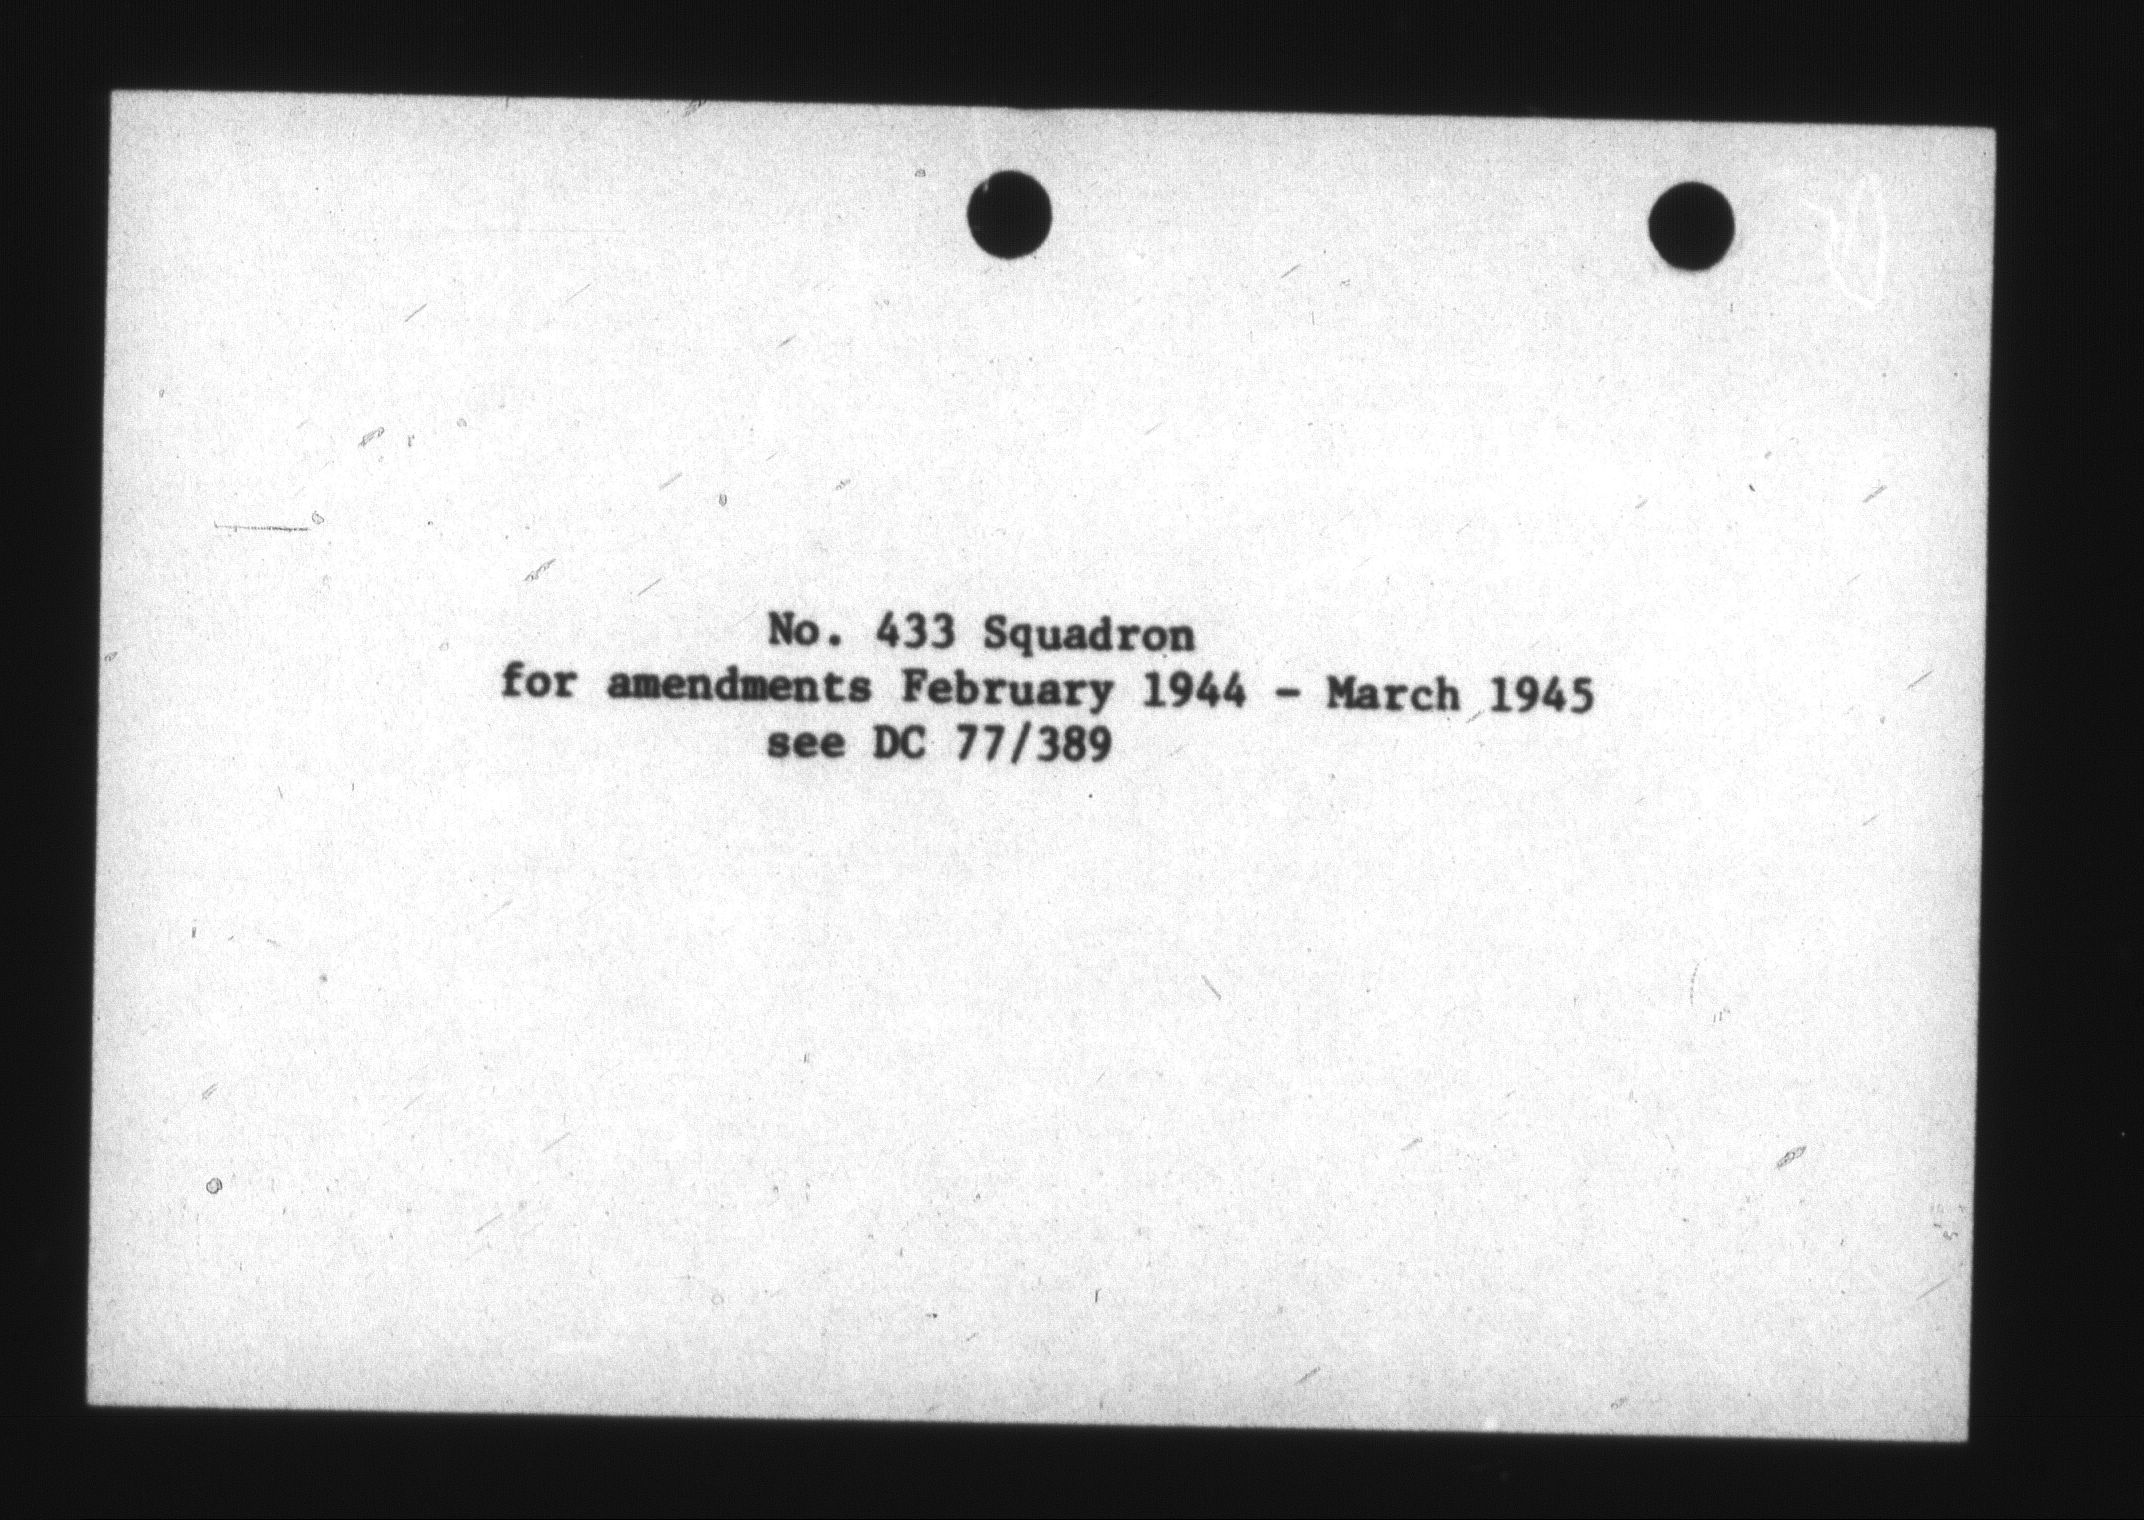 No. 433 Squadron
for amendments February 1944 - March 1945
see DC 77/389